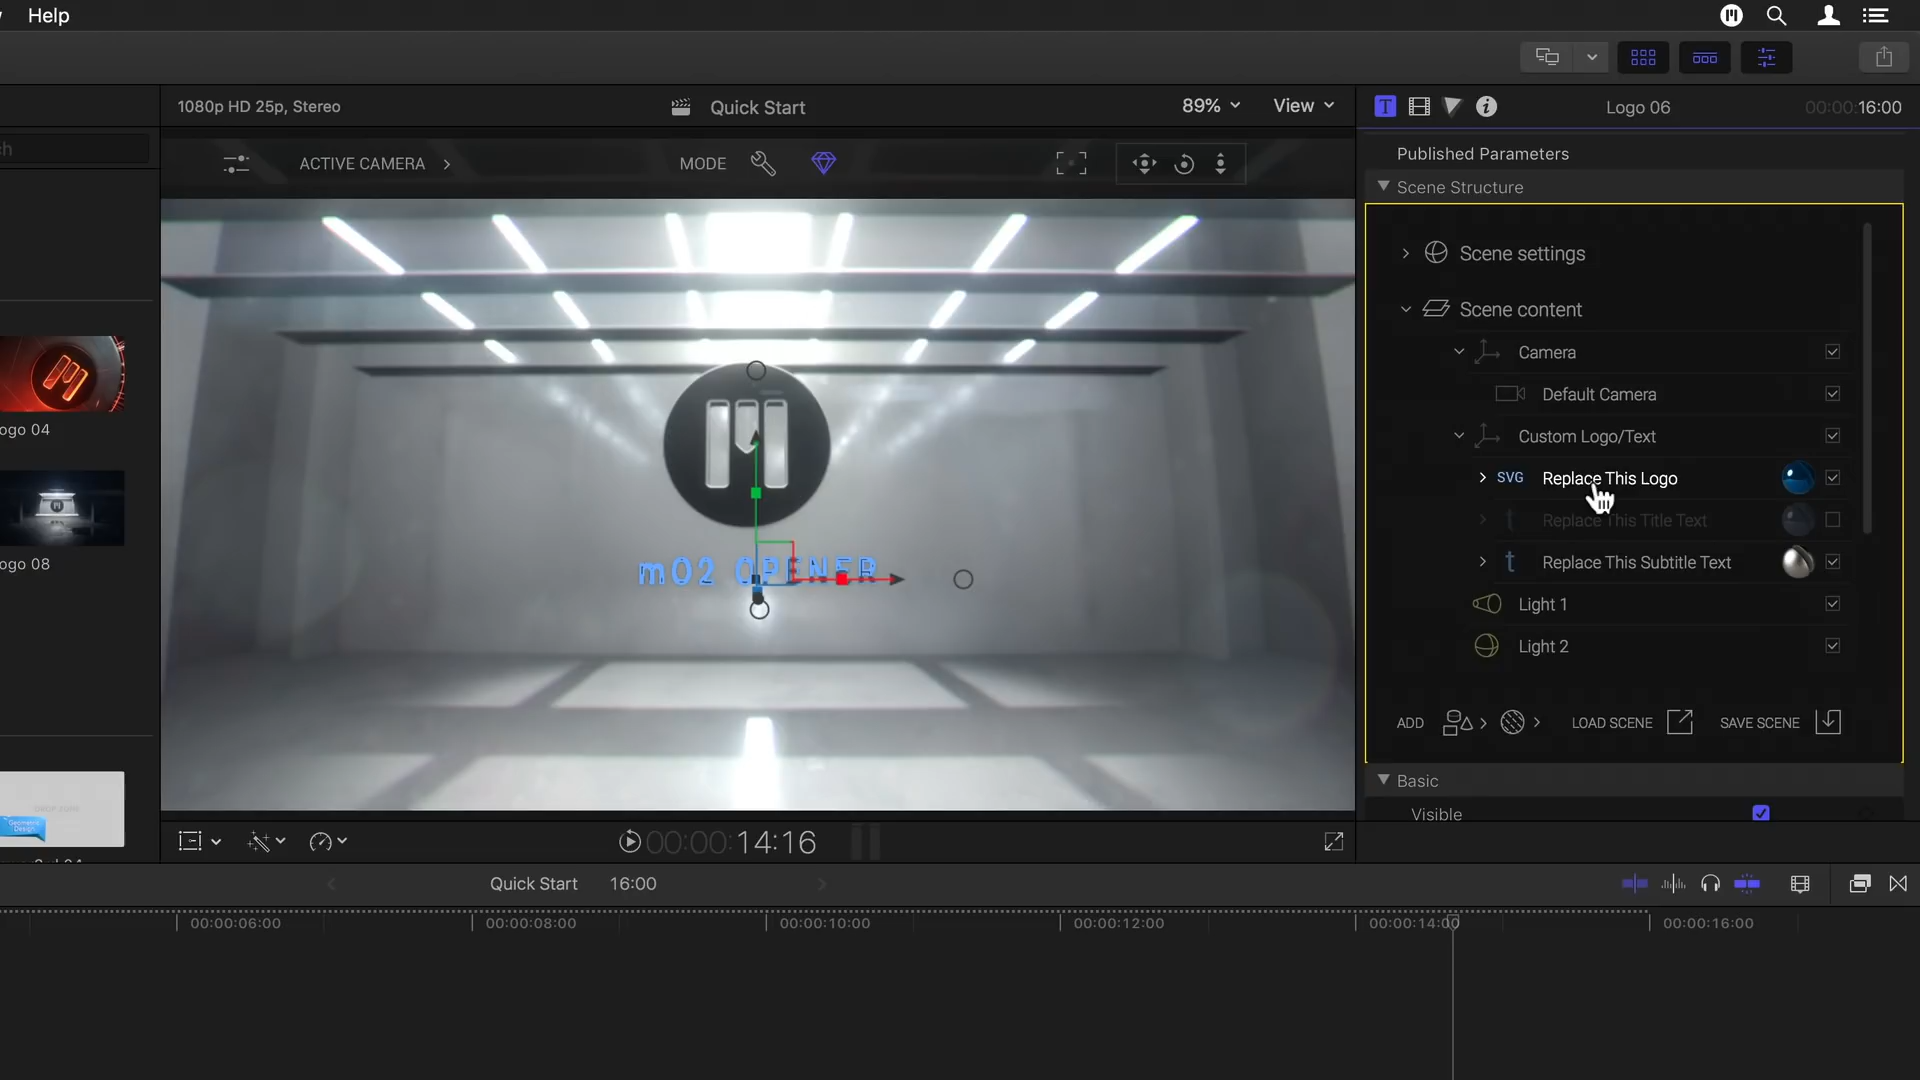 Help
1080p HD 25p, Stereo
Quick Start
89%
View
Logo 06
00:00:16:00
ACTIVE CAMERA
MODE
Published Parameters
Scene Structure
Scene settings
Scene content
Camera
Default Camera
Custom Logo/Text
SVG
Replace This Logo
t
Replace This Title Text
t
Replace This Subtitle Text
Light 1
Light 2
ADD
LOAD SCENE
SAVE SCENE
Basic
Visible
ch
ogo 04
ogo 08
m02 OPENER
00:00:14:16
Quick Start
16:00
00:00:06:00
00:00:08:00
00:00:10:00
00:00:12:00
00:00:14:00
00:00:16:00